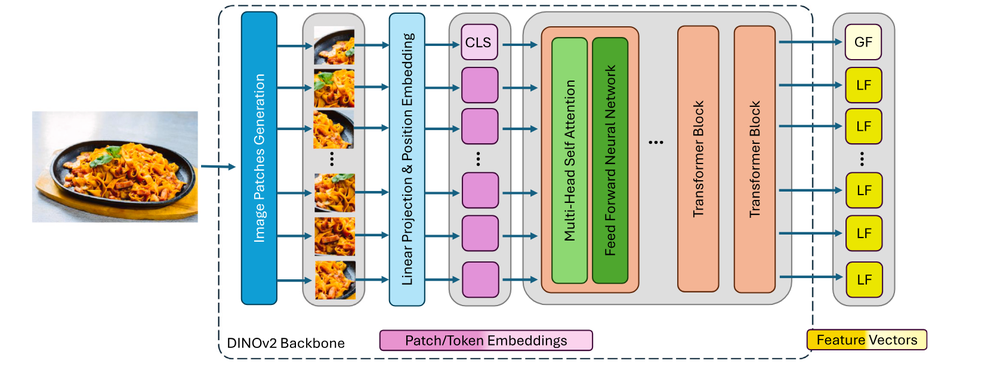 Image Patches Generation
Linear Projection & Position Embedding
CLS
Multi-Head Self Attention
Feed Forward Neural Network
...
Transformer Block
Transformer Block
GF
LF
LF
LF
LF
LF
DINOv2 Backbone
Patch/Token Embeddings
Feature Vectors